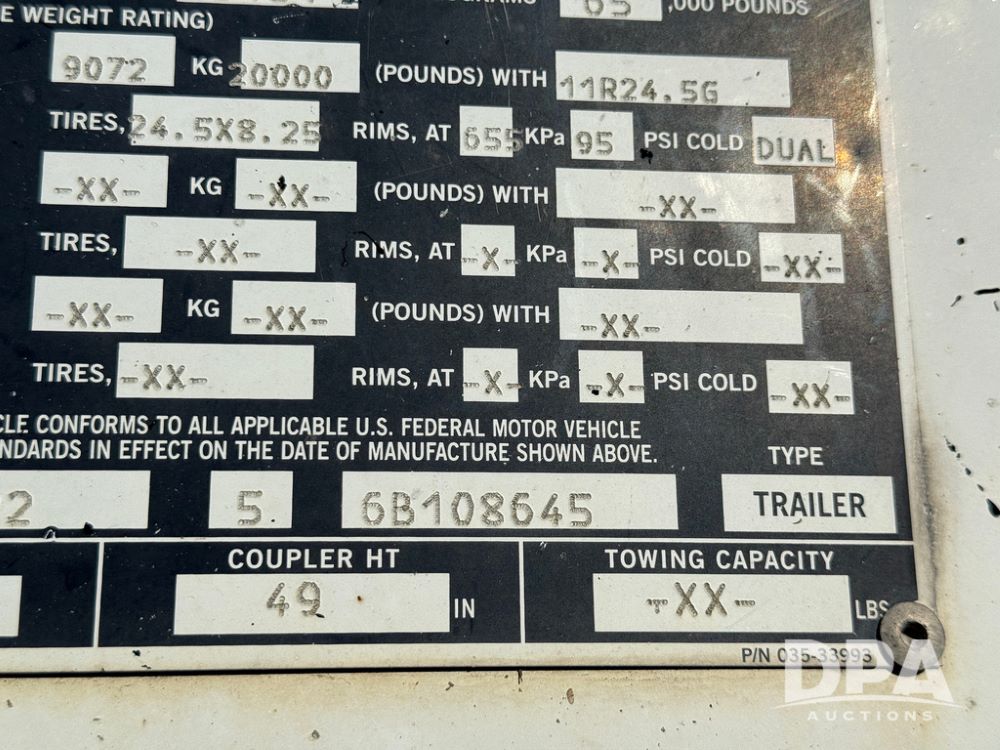 65 ,000 POUNDS
E WEIGHT RATING)
9072 KG 20000 (POUNDS) WITH 11R24.5G
TIRES, 24.5X8.25 RIMS, AT 655 KPa 95 PSI COLD DUAL
-XX- KG -XX- (POUNDS) WITH -XX-
TIRES, -XX- RIMS, AT -X- KPa -X- PSI COLD -XX-
-XX- KG -XX- (POUNDS) WITH -XX-
TIRES, -XX- RIMS, AT -X- KPa -X- PSI COLD -XX-
CLE CONFORMS TO ALL APPLICABLE U.S. FEDERAL MOTOR VEHICLE
NDARDS IN EFFECT ON THE DATE OF MANUFACTURE SHOWN ABOVE.
TYPE
2 5 6B108645 TRAILER
COUPLER HT TOWING CAPACITY
49 IN -XX- LBS
P/N 035-33993
DPA
AUCTIONS